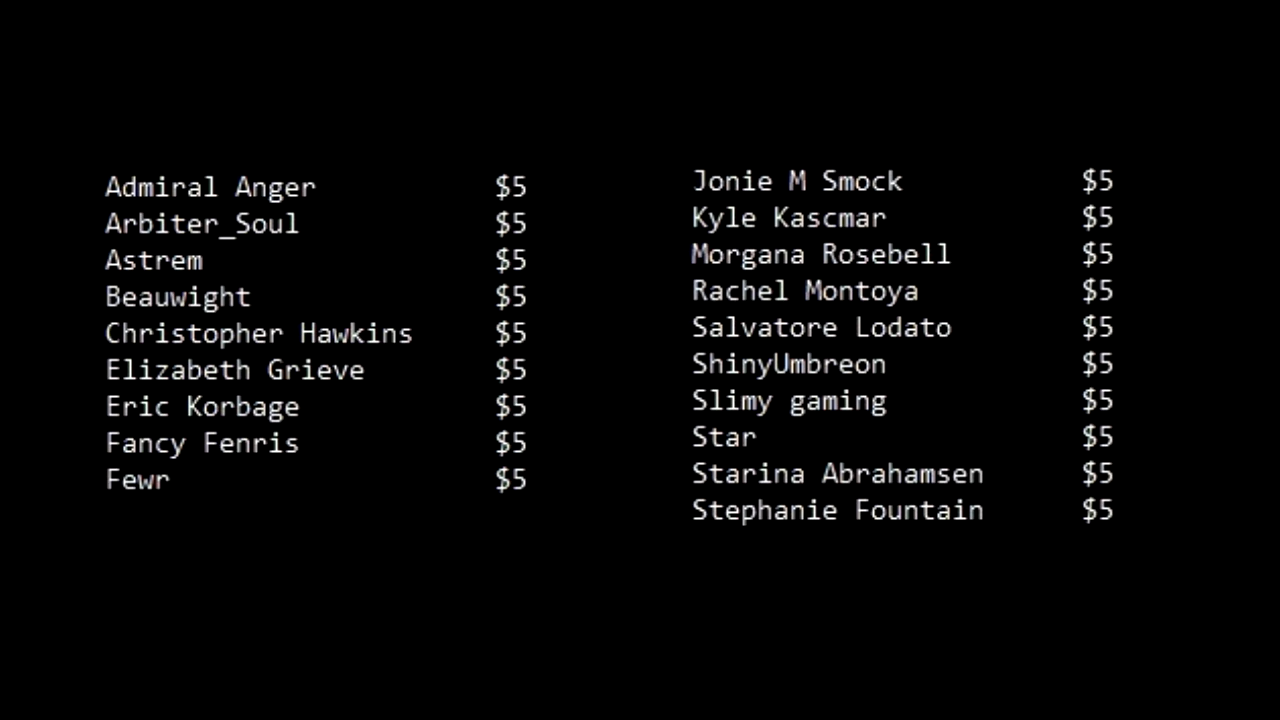 Admiral Anger $5
Arbiter_Soul $5
Astrem $5
Beauwight $5
Christopher Hawkins $5
Elizabeth Grieve $5
Eric Korbage $5
Fancy Fenris $5
Fewr $5
Jonie M Smock $5
Kyle Kascmar $5
Morgana Rosebell $5
Rachel Montoya $5
Salvatore Lodato $5
ShinyUmbreon $5
Slimy gaming $5
Star $5
Starina Abrahamsen $5
Stephanie Fountain $5